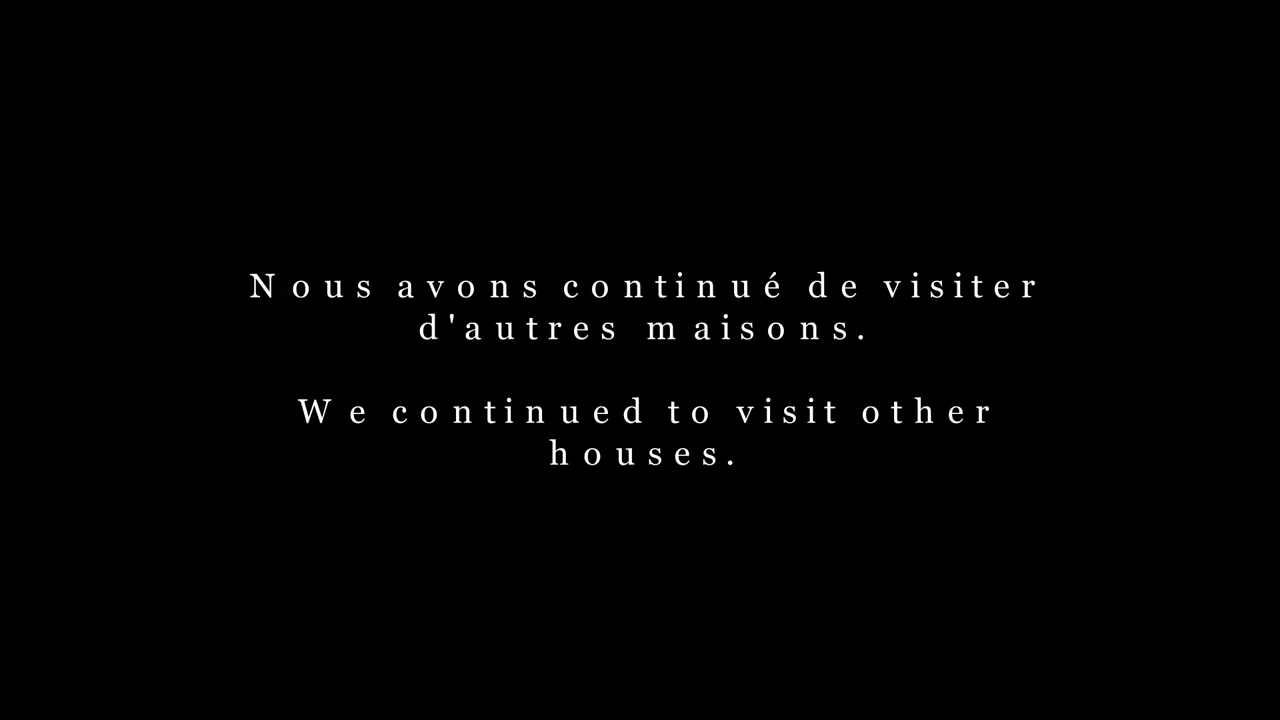 Nous avons continué de visiter
d'autres maisons.
We continued to visit other
houses.